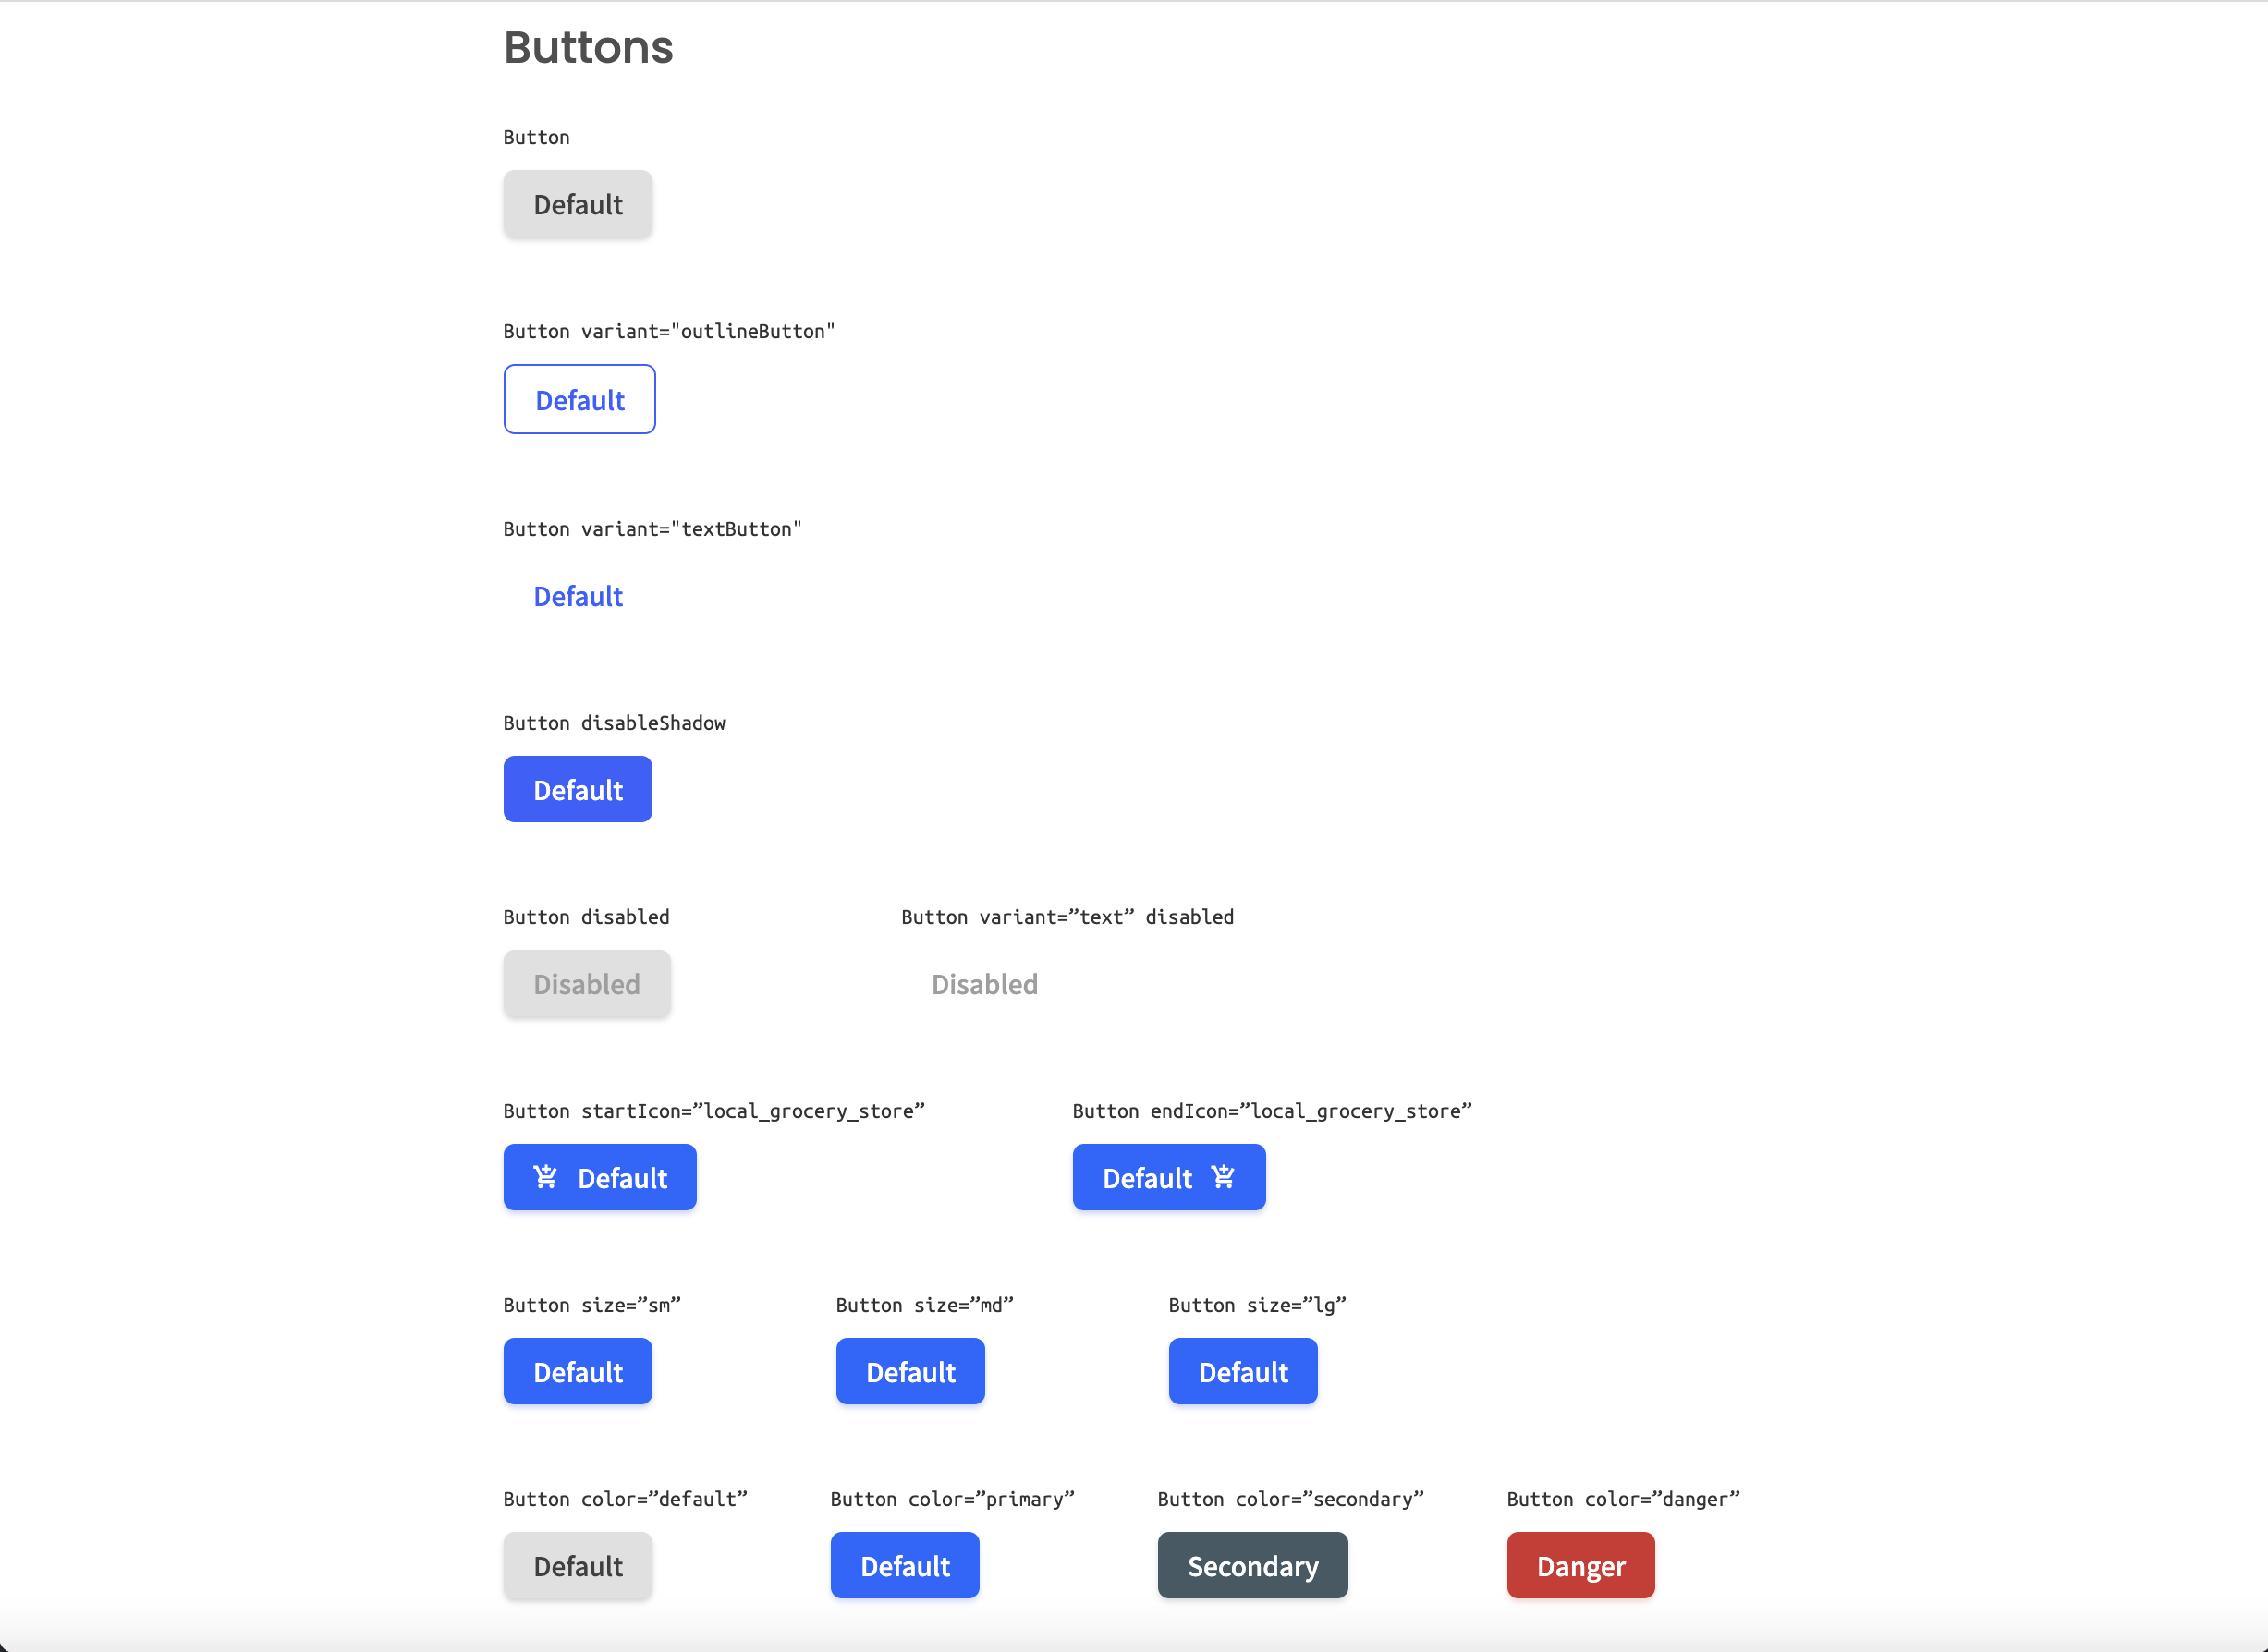 Buttons
Button
Default
Button variant="outlineButton"
Default
Button variant="textButton"
Default
Button disableShadow
Default
Button disabled
Button variant=”text” disabled
Disabled
Disabled
Button startIcon=”local_grocery_store”
Button endIcon=”local_grocery_store”
Default
Default
Button size=”sm”
Button size=”md”
Button size=”lg”
Default
Default
Default
Button color=”default”
Button color=”primary”
Button color=”secondary”
Button color=”danger”
Default
Default
Secondary
Danger